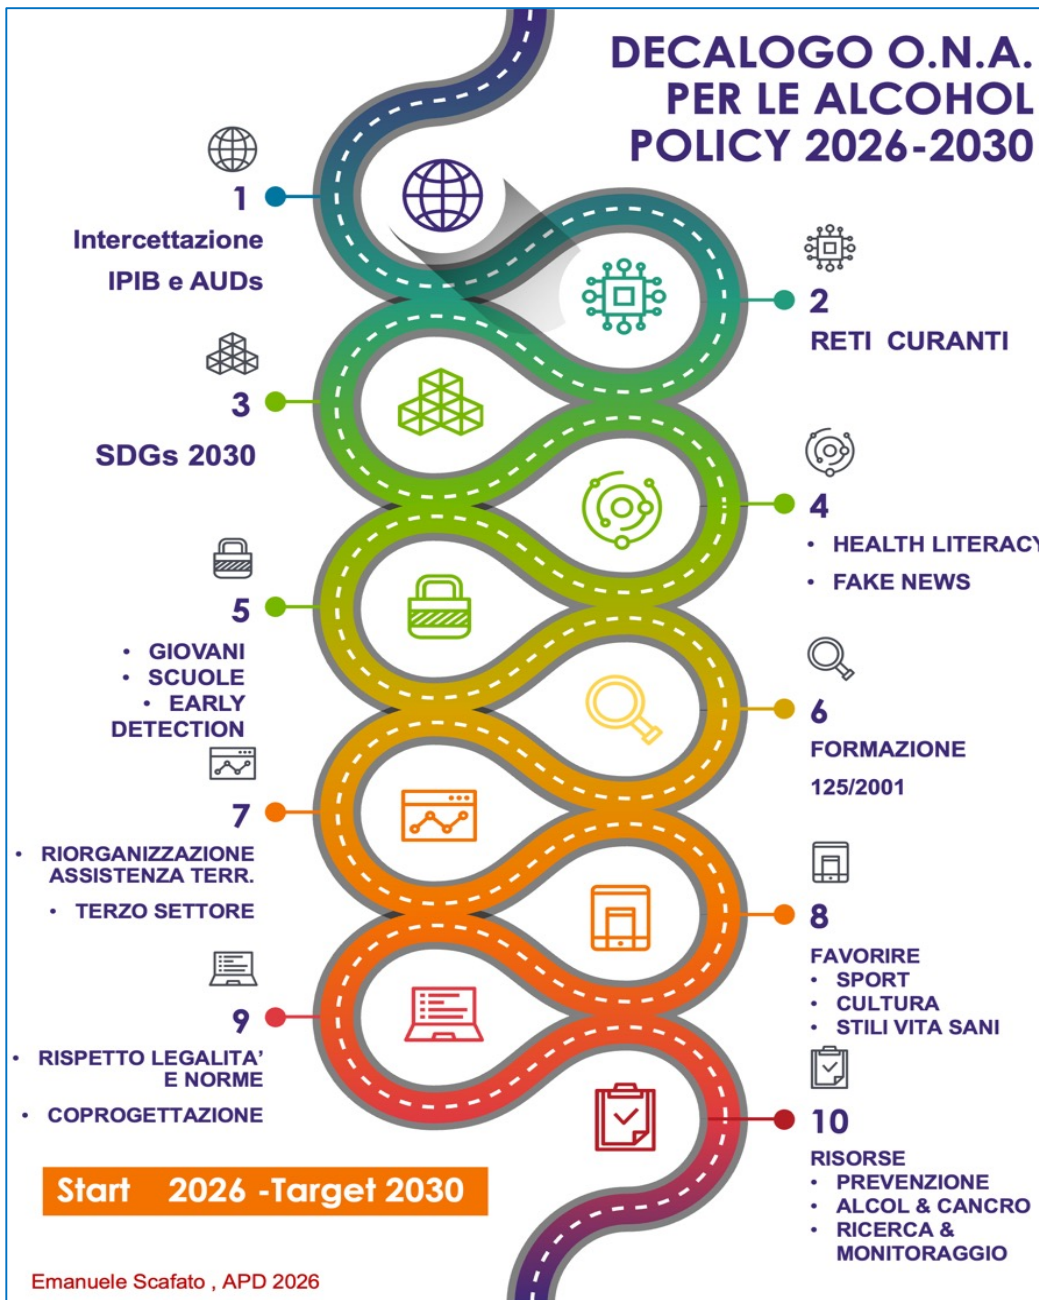 DECALOGO O.N.A.
PER LE ALCOHOL
POLICY 2026-2030
1
Intercettazione
IPIB e AUDs
2
RETI CURANTI
3
SDGs 2030
4
• HEALTH LITERACY
• FAKE NEWS
5
• GIOVANI
• SCUOLE
• EARLY
DETECTION
6
FORMAZIONE
125/2001
7
• RIORGANIZZAZIONE
ASSISTENZA TERR.
• TERZO SETTORE
8
FAVORIRE
• SPORT
• CULTURA
• STILI VITA SANI
9
• RISPETTO LEGALITA’
E NORME
• COPROGETTAZIONE
10
RISORSE
• PREVENZIONE
• ALCOL & CANCRO
• RICERCA &
MONITORAGGIO
Start 2026 -Target 2030
Emanuele Scafato , APD 2026